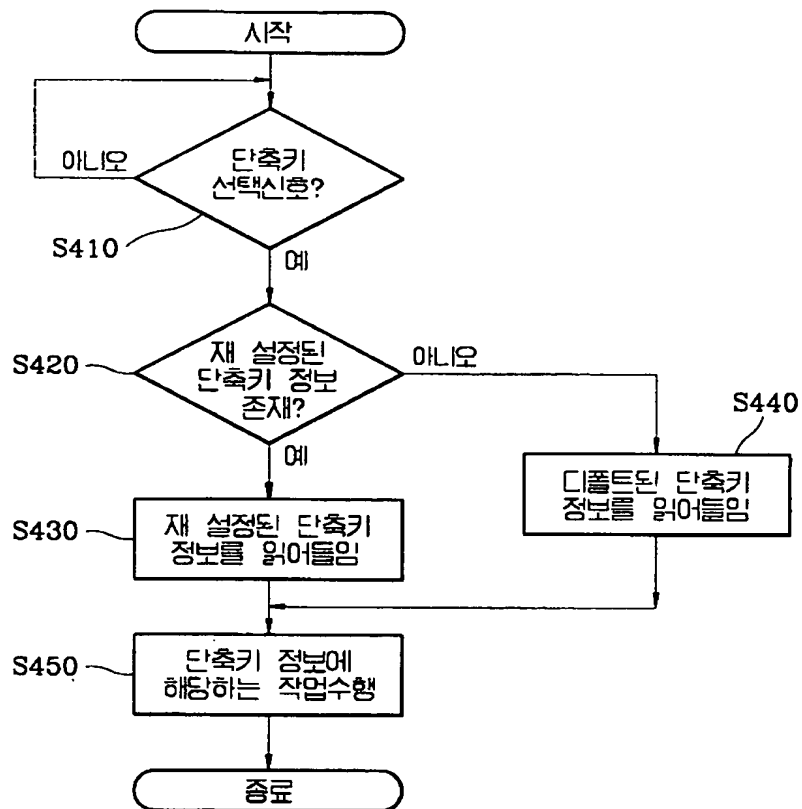 시작
아니오
단축키
선택신호?
S410
예
S420
재 설정된
단축키 정보
존재?
아니오
S440
예
디폴트된 단축키
정보를 읽어들임
S430
재 설정된 단축키
정보를 읽어들임
S450
단축키 정보에
해당하는 작업수행
종료